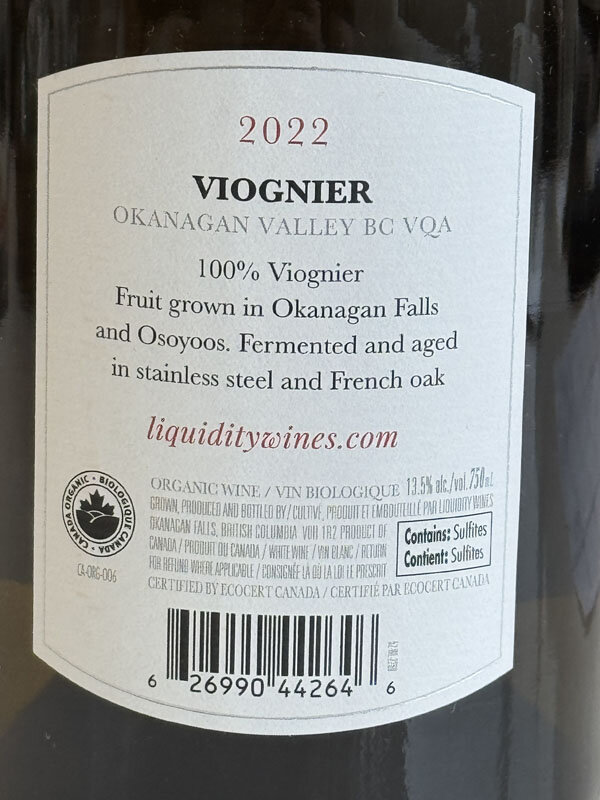 2022
VIOGNIER
OKANAGAN VALLEY BC VQA
100% Viognier
Fruit grown in Okanagan Falls
and Osoyoos. Fermented and aged
in stainless steel and French oak
liquiditywines.com
CANADA ORGANIC • BIOLOGIQUE CANADA •
CA-ORG-006
ORGANIC WINE / VIN BIOLOGIQUE 13.5% alc./vol. 750 mL
GROWN, PRODUCED AND BOTTLED BY / CULTIVÉ, PRODUIT ET EMBOUTEILLÉ PAR LIQUIDITY WINES
OKANAGAN FALLS, BRITISH COLUMBIA V0H 1R2 PRODUCT OF
CANADA / PRODUIT DU CANADA / WHITE WINE / VIN BLANC / RETURN
FOR REFUND WHERE APPLICABLE / CONSIGNÉE LÀ OÙ LA LOI LE PRESCRIT
Contains: Sulfites
Contient: Sulfites
CERTIFIED BY ECOCERT CANADA / CERTIFIÉ PAR ECOCERT CANADA
6 26990 44264 6